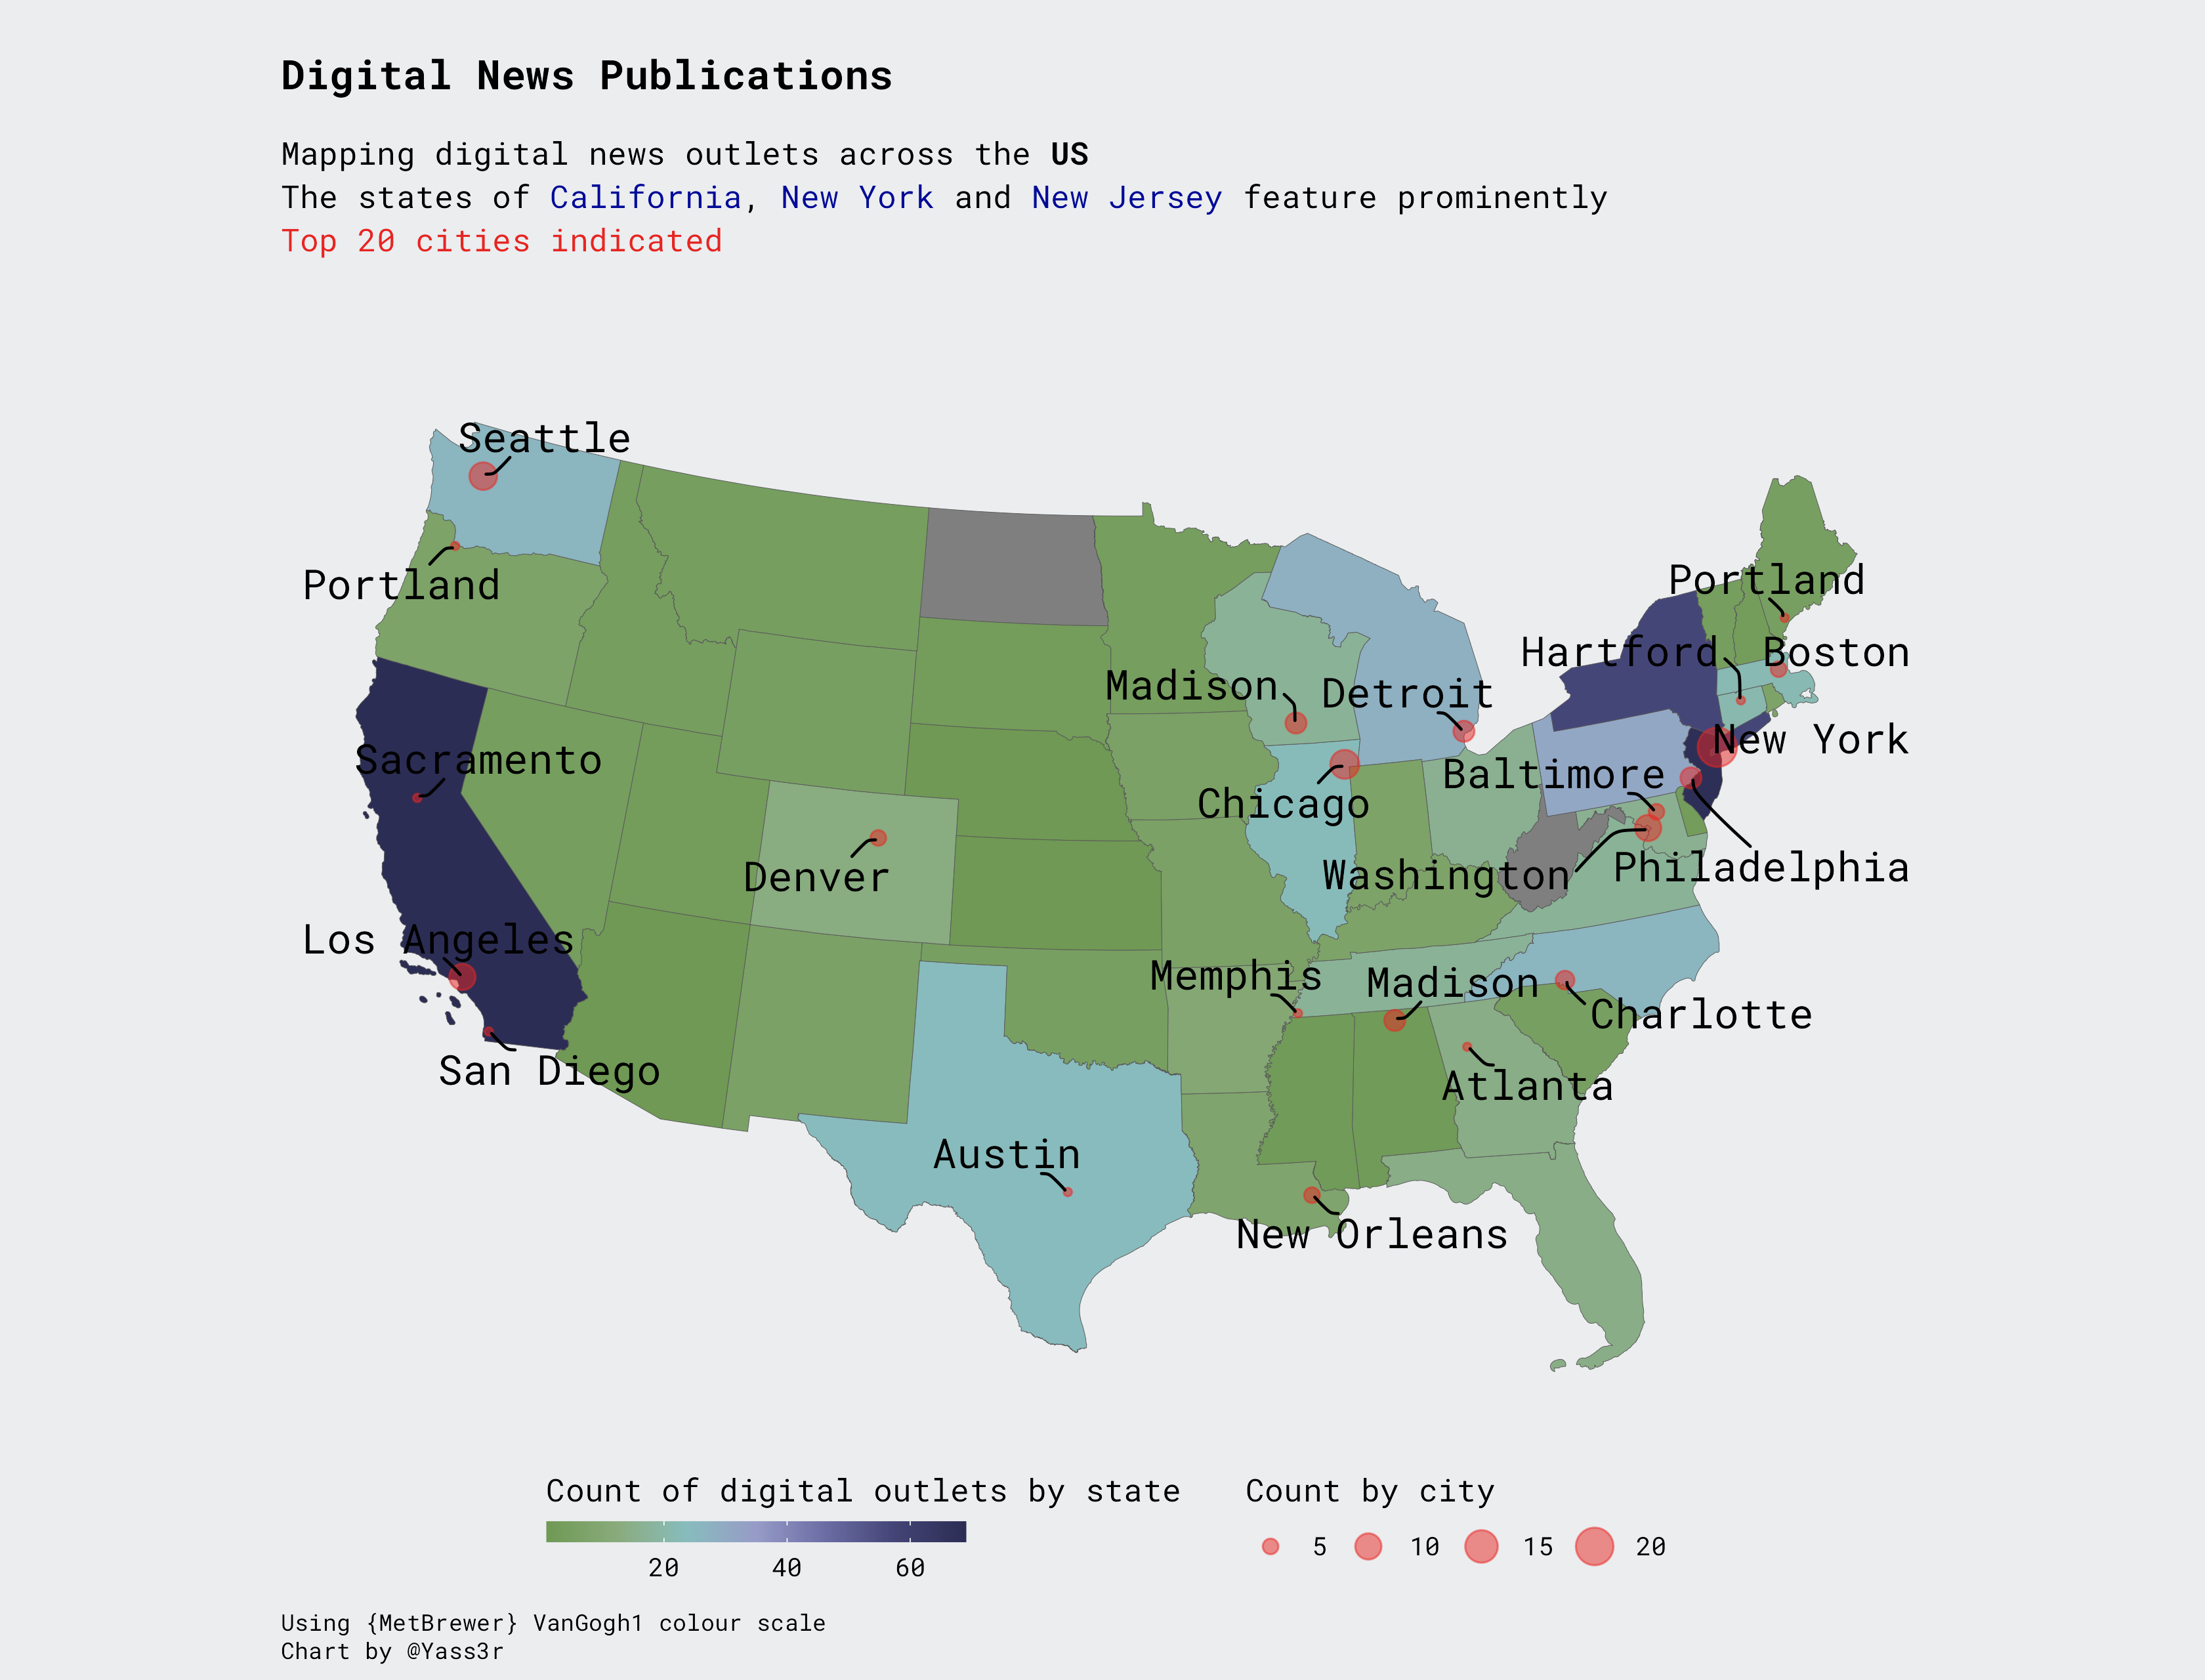 Digital News Publications
Mapping digital news outlets across the US
The states of California, New York and New Jersey feature prominently
Top 20 cities indicated
Seattle
Portland
Portland
Hartford
Boston
Madison
Detroit
New York
Sacramento
Baltimore
Chicago
Denver
Washington
Philadelphia
Los Angeles
Memphis
Madison
Charlotte
San Diego
Atlanta
Austin
New Orleans
Count of digital outlets by state
20 40 60
Count by city
5 10 15 20
Using {MetBrewer} VanGogh1 colour scale
Chart by @Yass3r